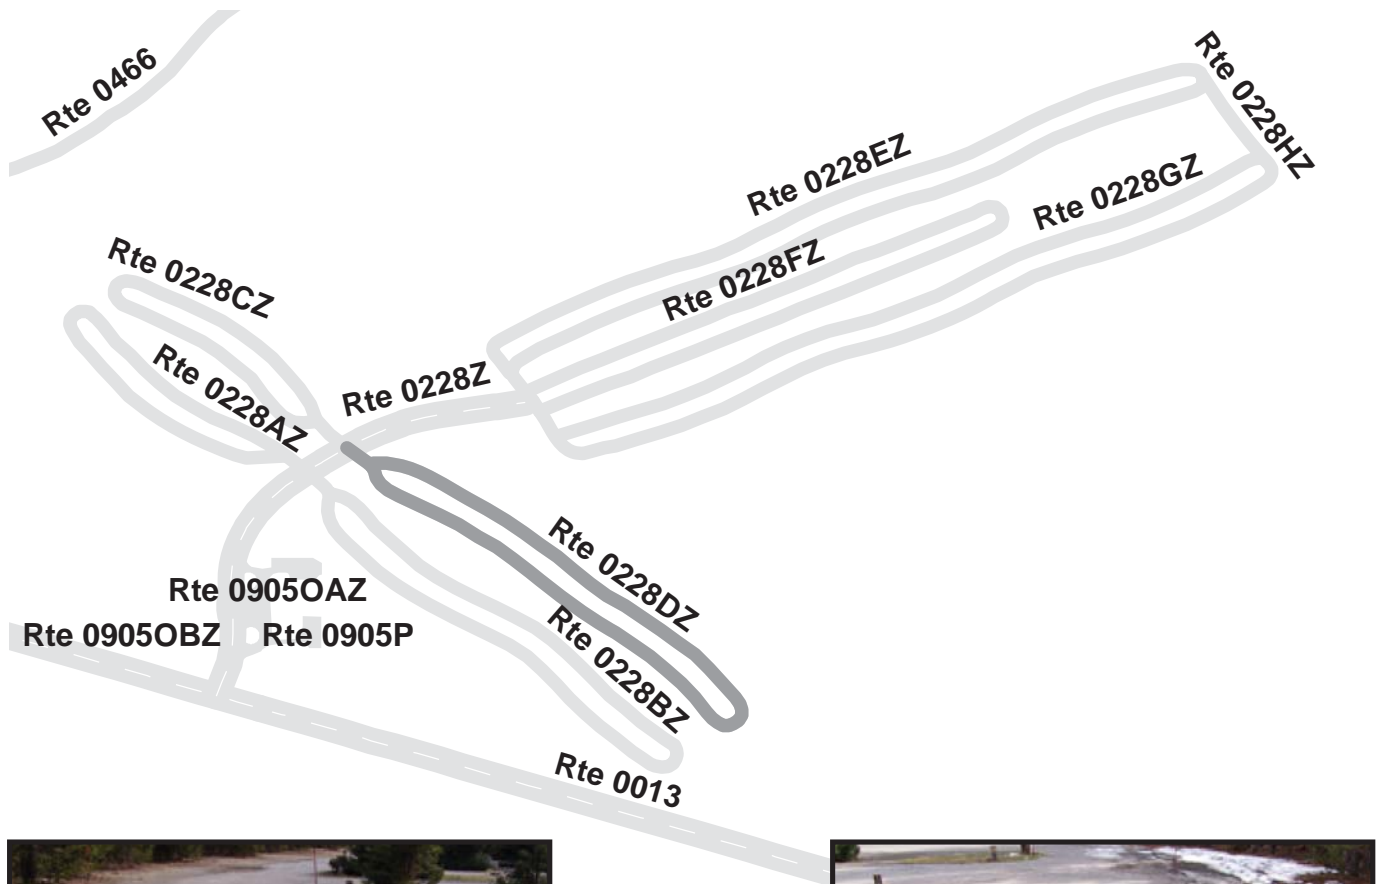 Rte 0466
Rte 0228HZ
Rte 0228EZ
Rte 0228GZ
Rte 0228FZ
Rte 0228CZ
Rte 0228AZ
Rte 0228Z
Rte 0228DZ
Rte 0905OAZ
Rte 0905OBZ
Rte 0905P
Rte 0228BZ
Rte 0013